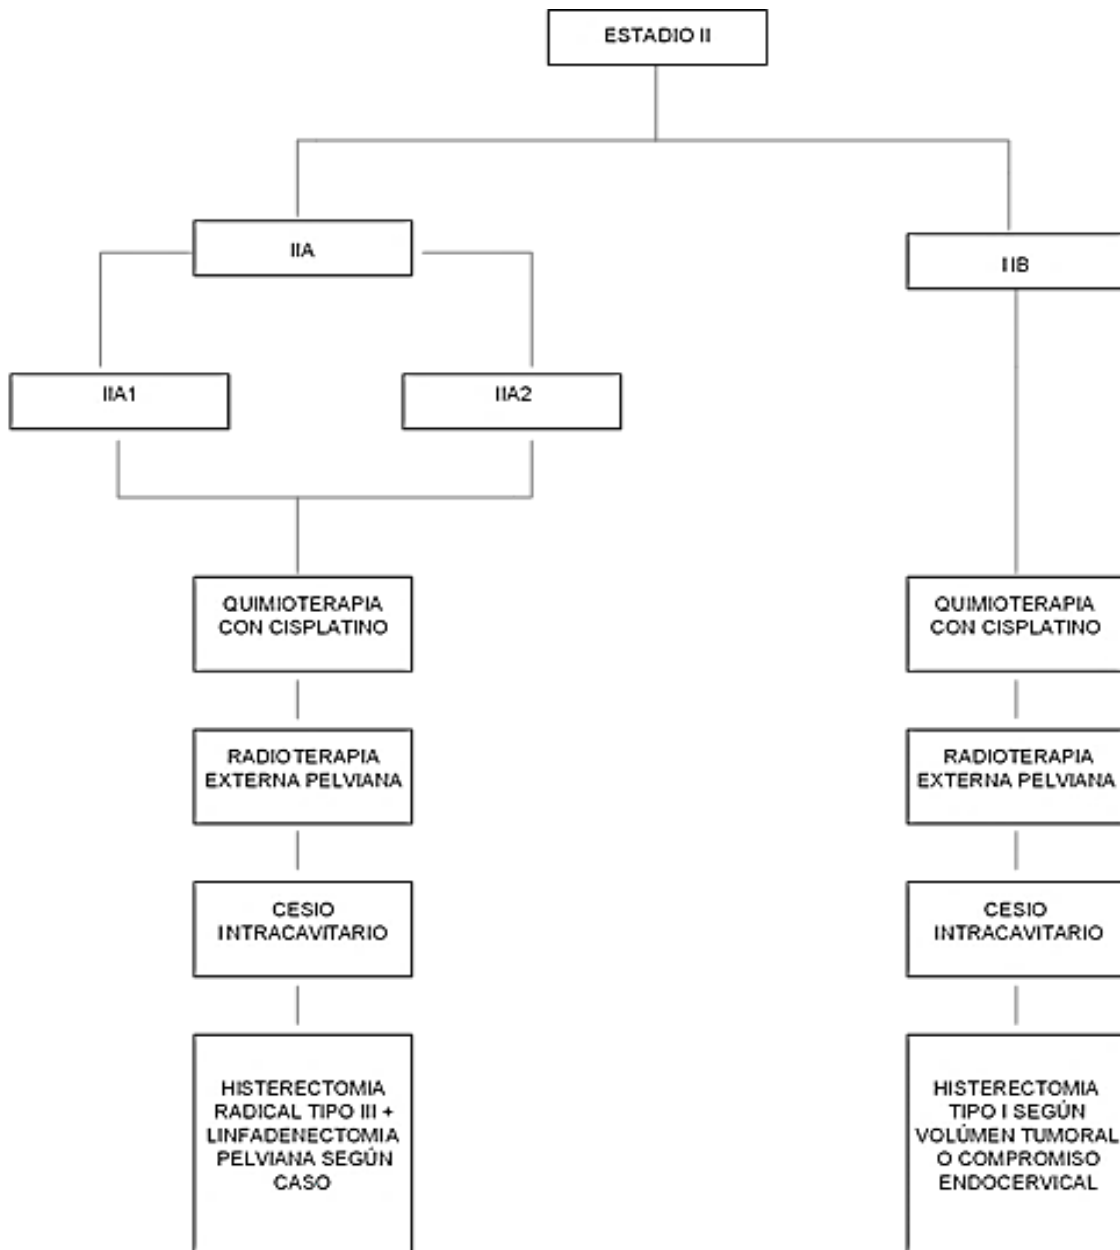 ESTADIO II
IIA
IIB
IIA1
IIA2
QUIMIOTERAPIA
CON CISPLATINO
RADIOTERAPIA
EXTERNA PELVIANA
CESIO
INTRACAVITARIO
HISTERECTOMIA
RADICAL TIPO III +
LINFADENECTOMIA
PELVIANA SEGÚN
CASO
QUIMIOTERAPIA
CON CISPLATINO
RADIOTERAPIA
EXTERNA PELVIANA
CESIO
INTRACAVITARIO
HISTERECTOMIA
TIPO I SEGÚN
VOLÚMEN TUMORAL
O COMPROMISO
ENDOCERVICAL